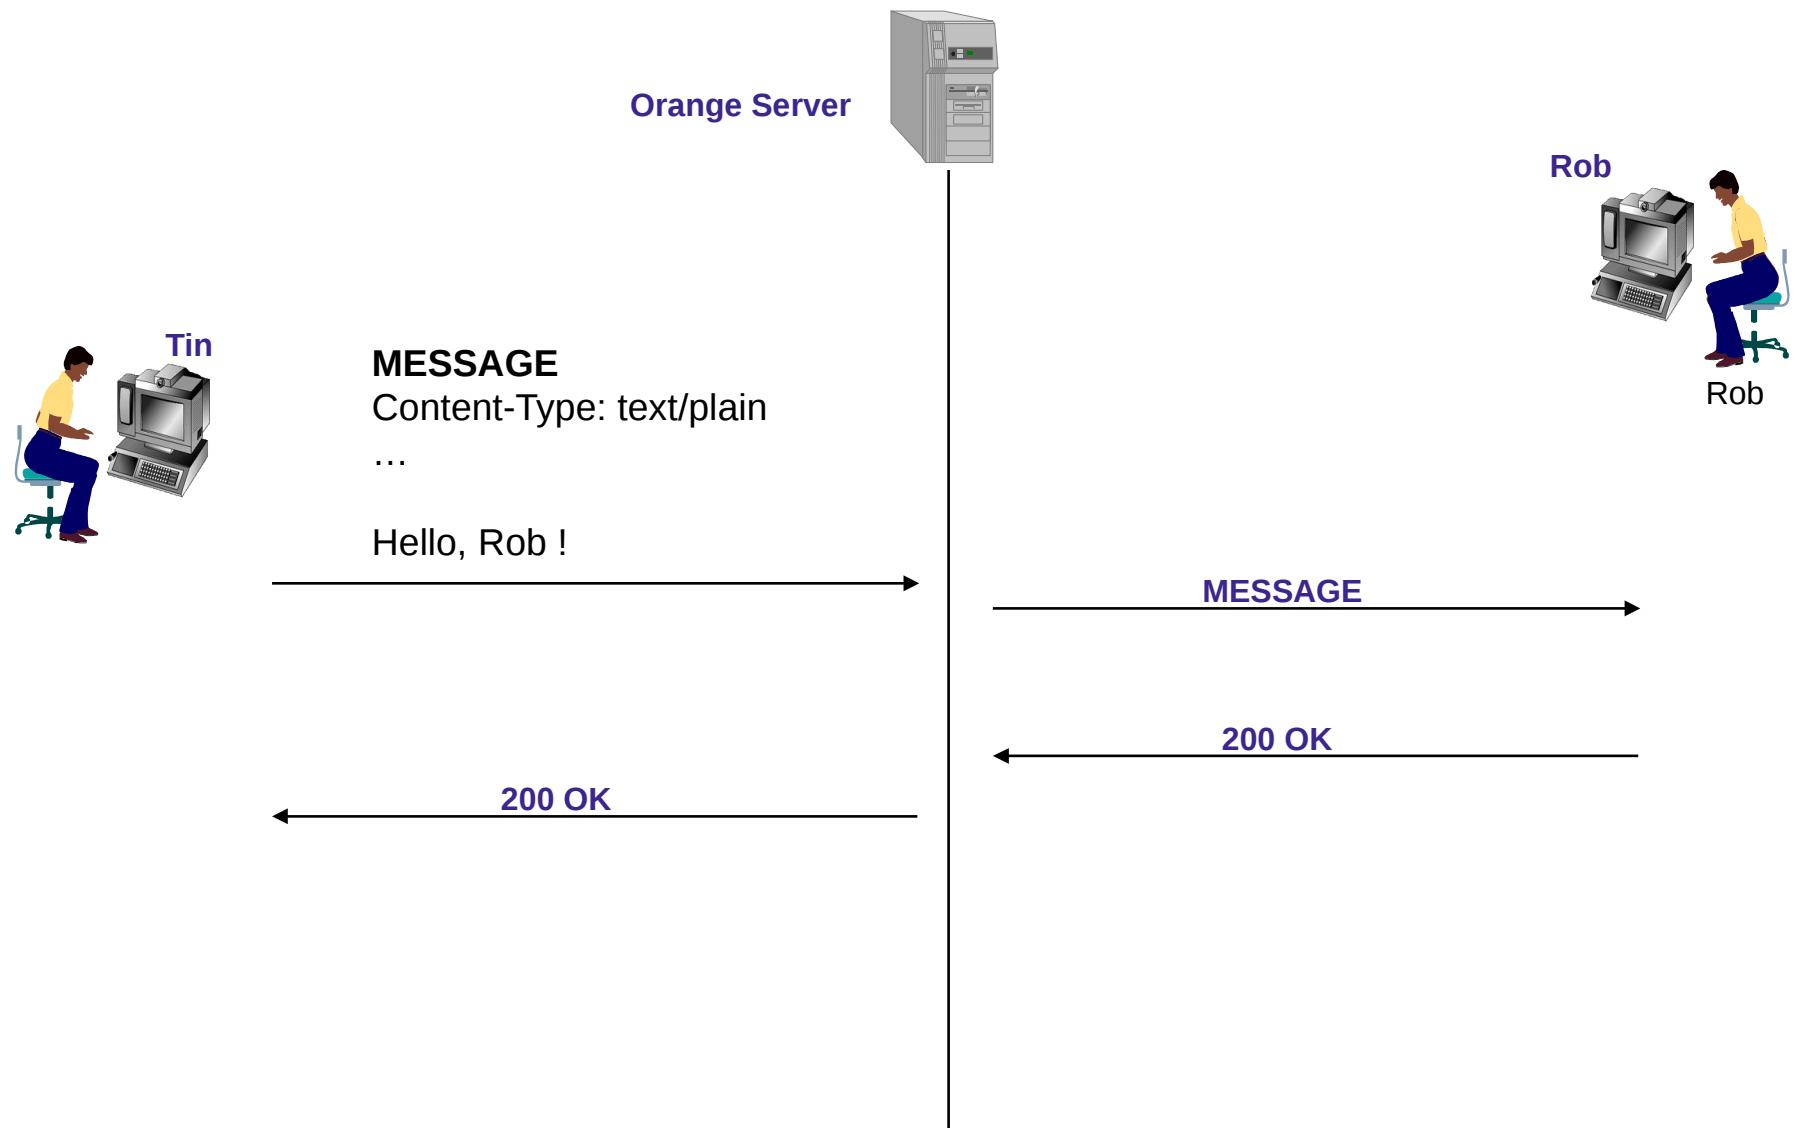 Orange Server
Rob
Rob
Tin
MESSAGE
Content-Type: text/plain
…
Hello, Rob !
MESSAGE
200 OK
200 OK